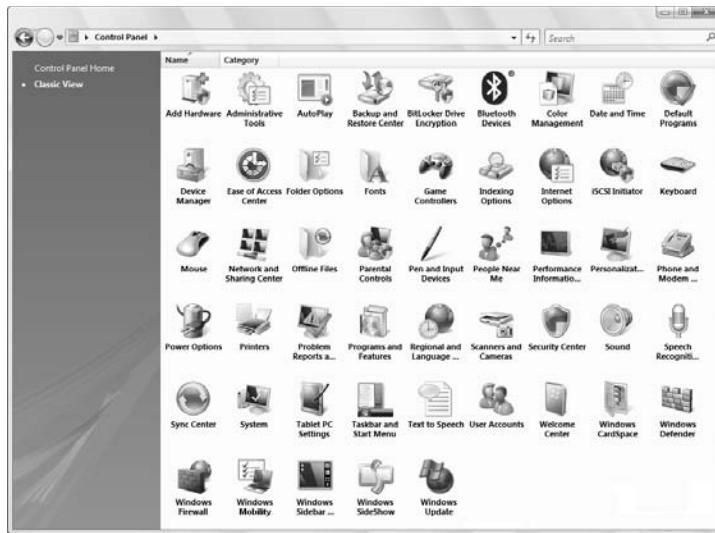 Control Panel
Search
Control Panel Home
Classic View
Name Category
Add Hardware Administrative Tools AutoPlay Backup and Restore Center BitLocker Drive Encryption Bluetooth Devices Color Management Date and Time Default Programs
Device Manager Ease of Access Center Folder Options Fonts Game Controllers Indexing Options Internet Options iSCSI Initiator Keyboard
Mouse Network and Sharing Center Offline Files Parental Controls Pen and Input Devices People Near Me Performance Informatio... Personalizat... Phone and Modem ...
Power Options Printers Problem Reports a... Programs and Features Regional and Language ... Scanners and Cameras Security Center Sound Speech Recogniti...
Sync Center System Tablet PC Settings Taskbar and Start Menu Text to Speech User Accounts Welcome Center Windows CardSpace Windows Defender
Windows Firewall Windows Mobility Windows Sidebar ... Windows SideShow Windows Update